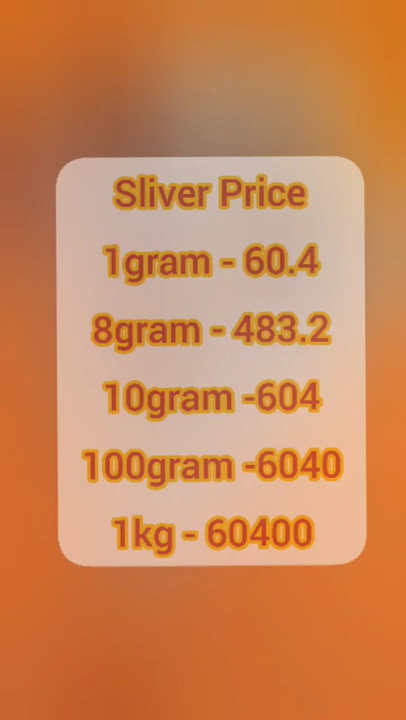 Sliver Price
1gram - 60.4
8gram - 483.2
10gram -604
100gram -6040
1kg - 60400